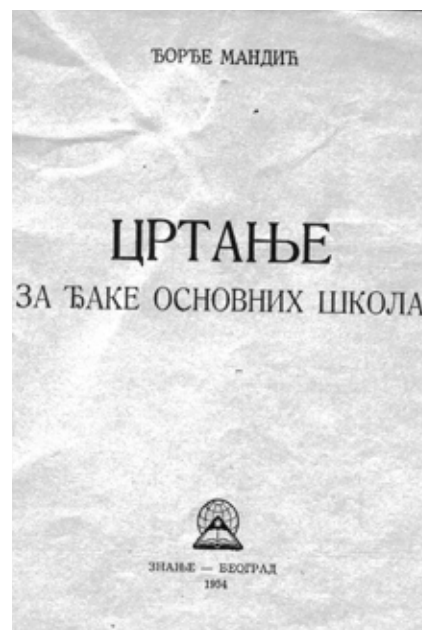 ЂОРЂЕ МАНДИЋ
ЦРТАЊЕ
ЗА ЂАКЕ ОСНОВНИХ ШКОЛА
ЗНАЊЕ — БЕОГРАД
1954